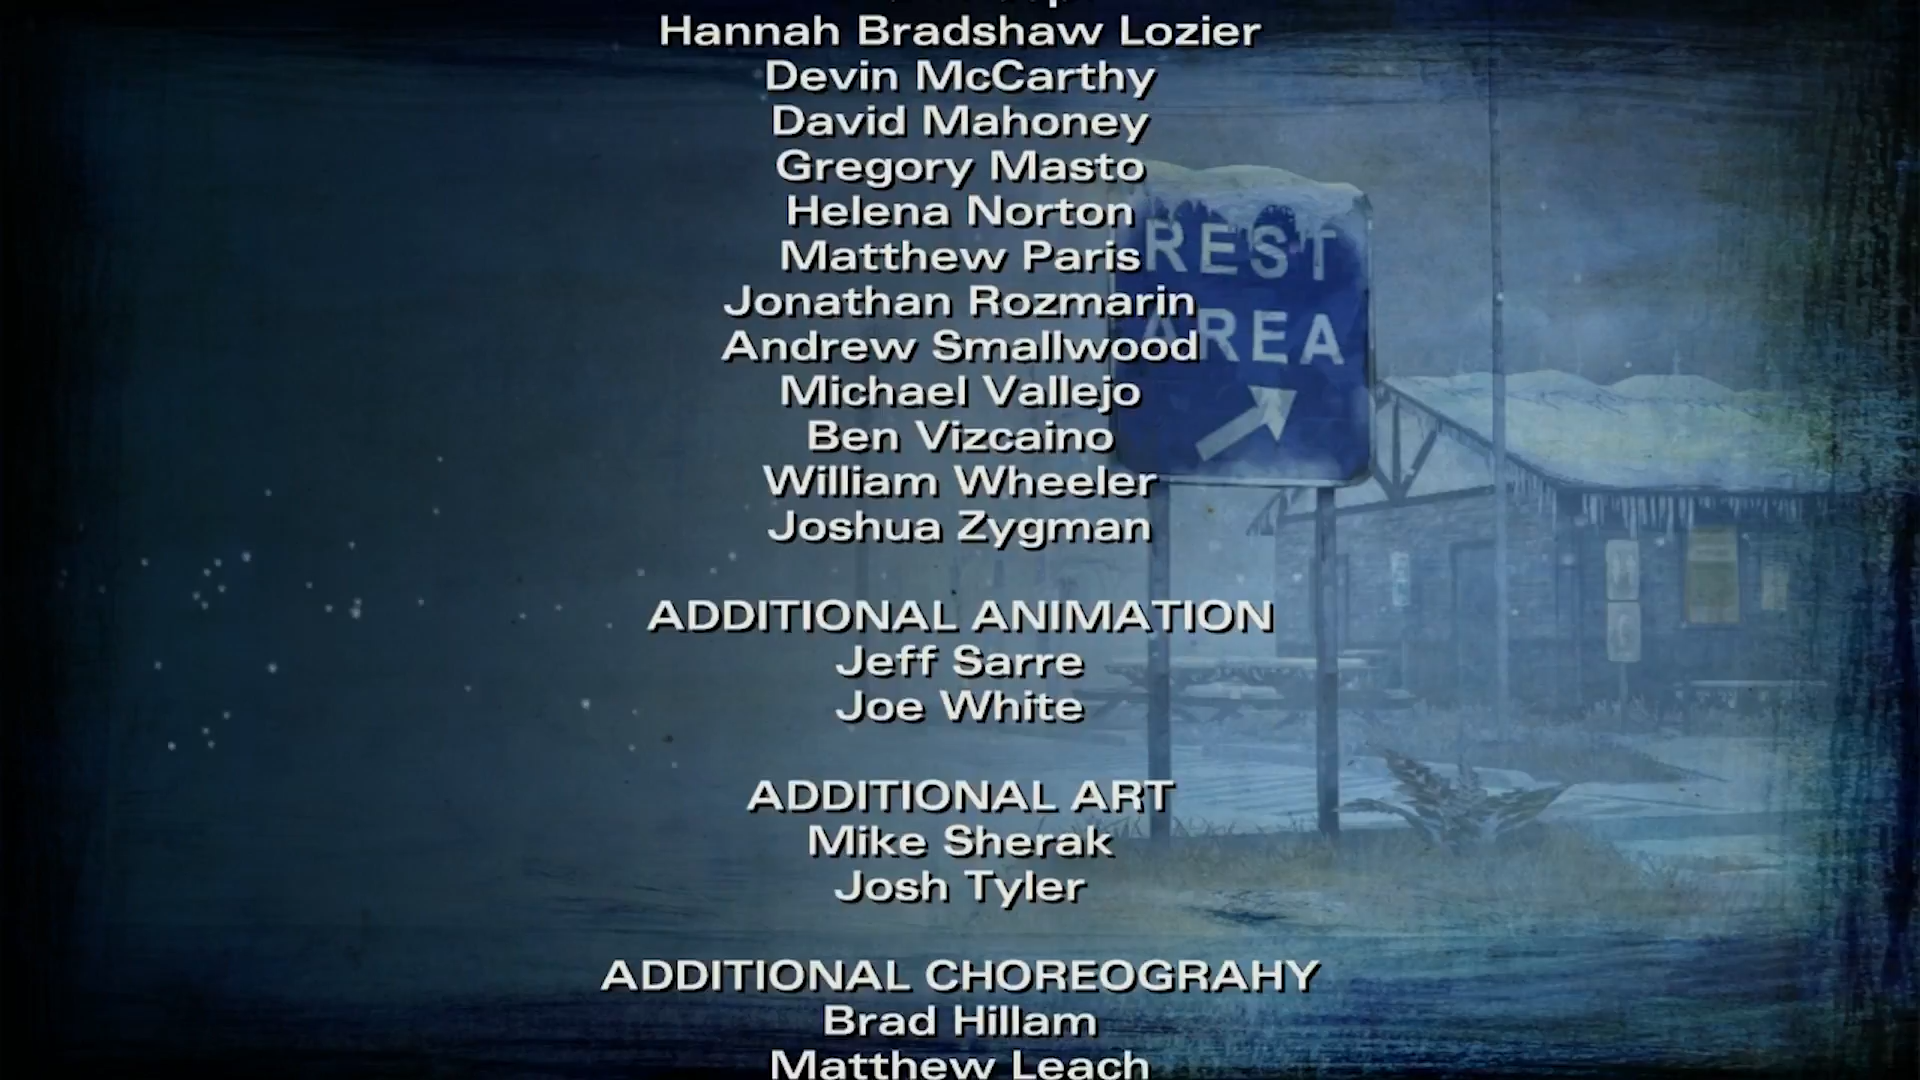 Hannah Bradshaw Lozier
Devin McCarthy
David Mahoney
Gregory Masto
Helena Norton
Matthew Paris
Jonathan Rozmarin
Andrew Smallwood
Michael Vallejo
Ben Vizcaino
William Wheeler
Joshua Zygman
ADDITIONAL ANIMATION
Jeff Sarre
Joe White
ADDITIONAL ART
Mike Sherak
Josh Tyler
ADDITIONAL CHOREOGRAHY
Brad Hillam
Matthew Leach
REST
AREA